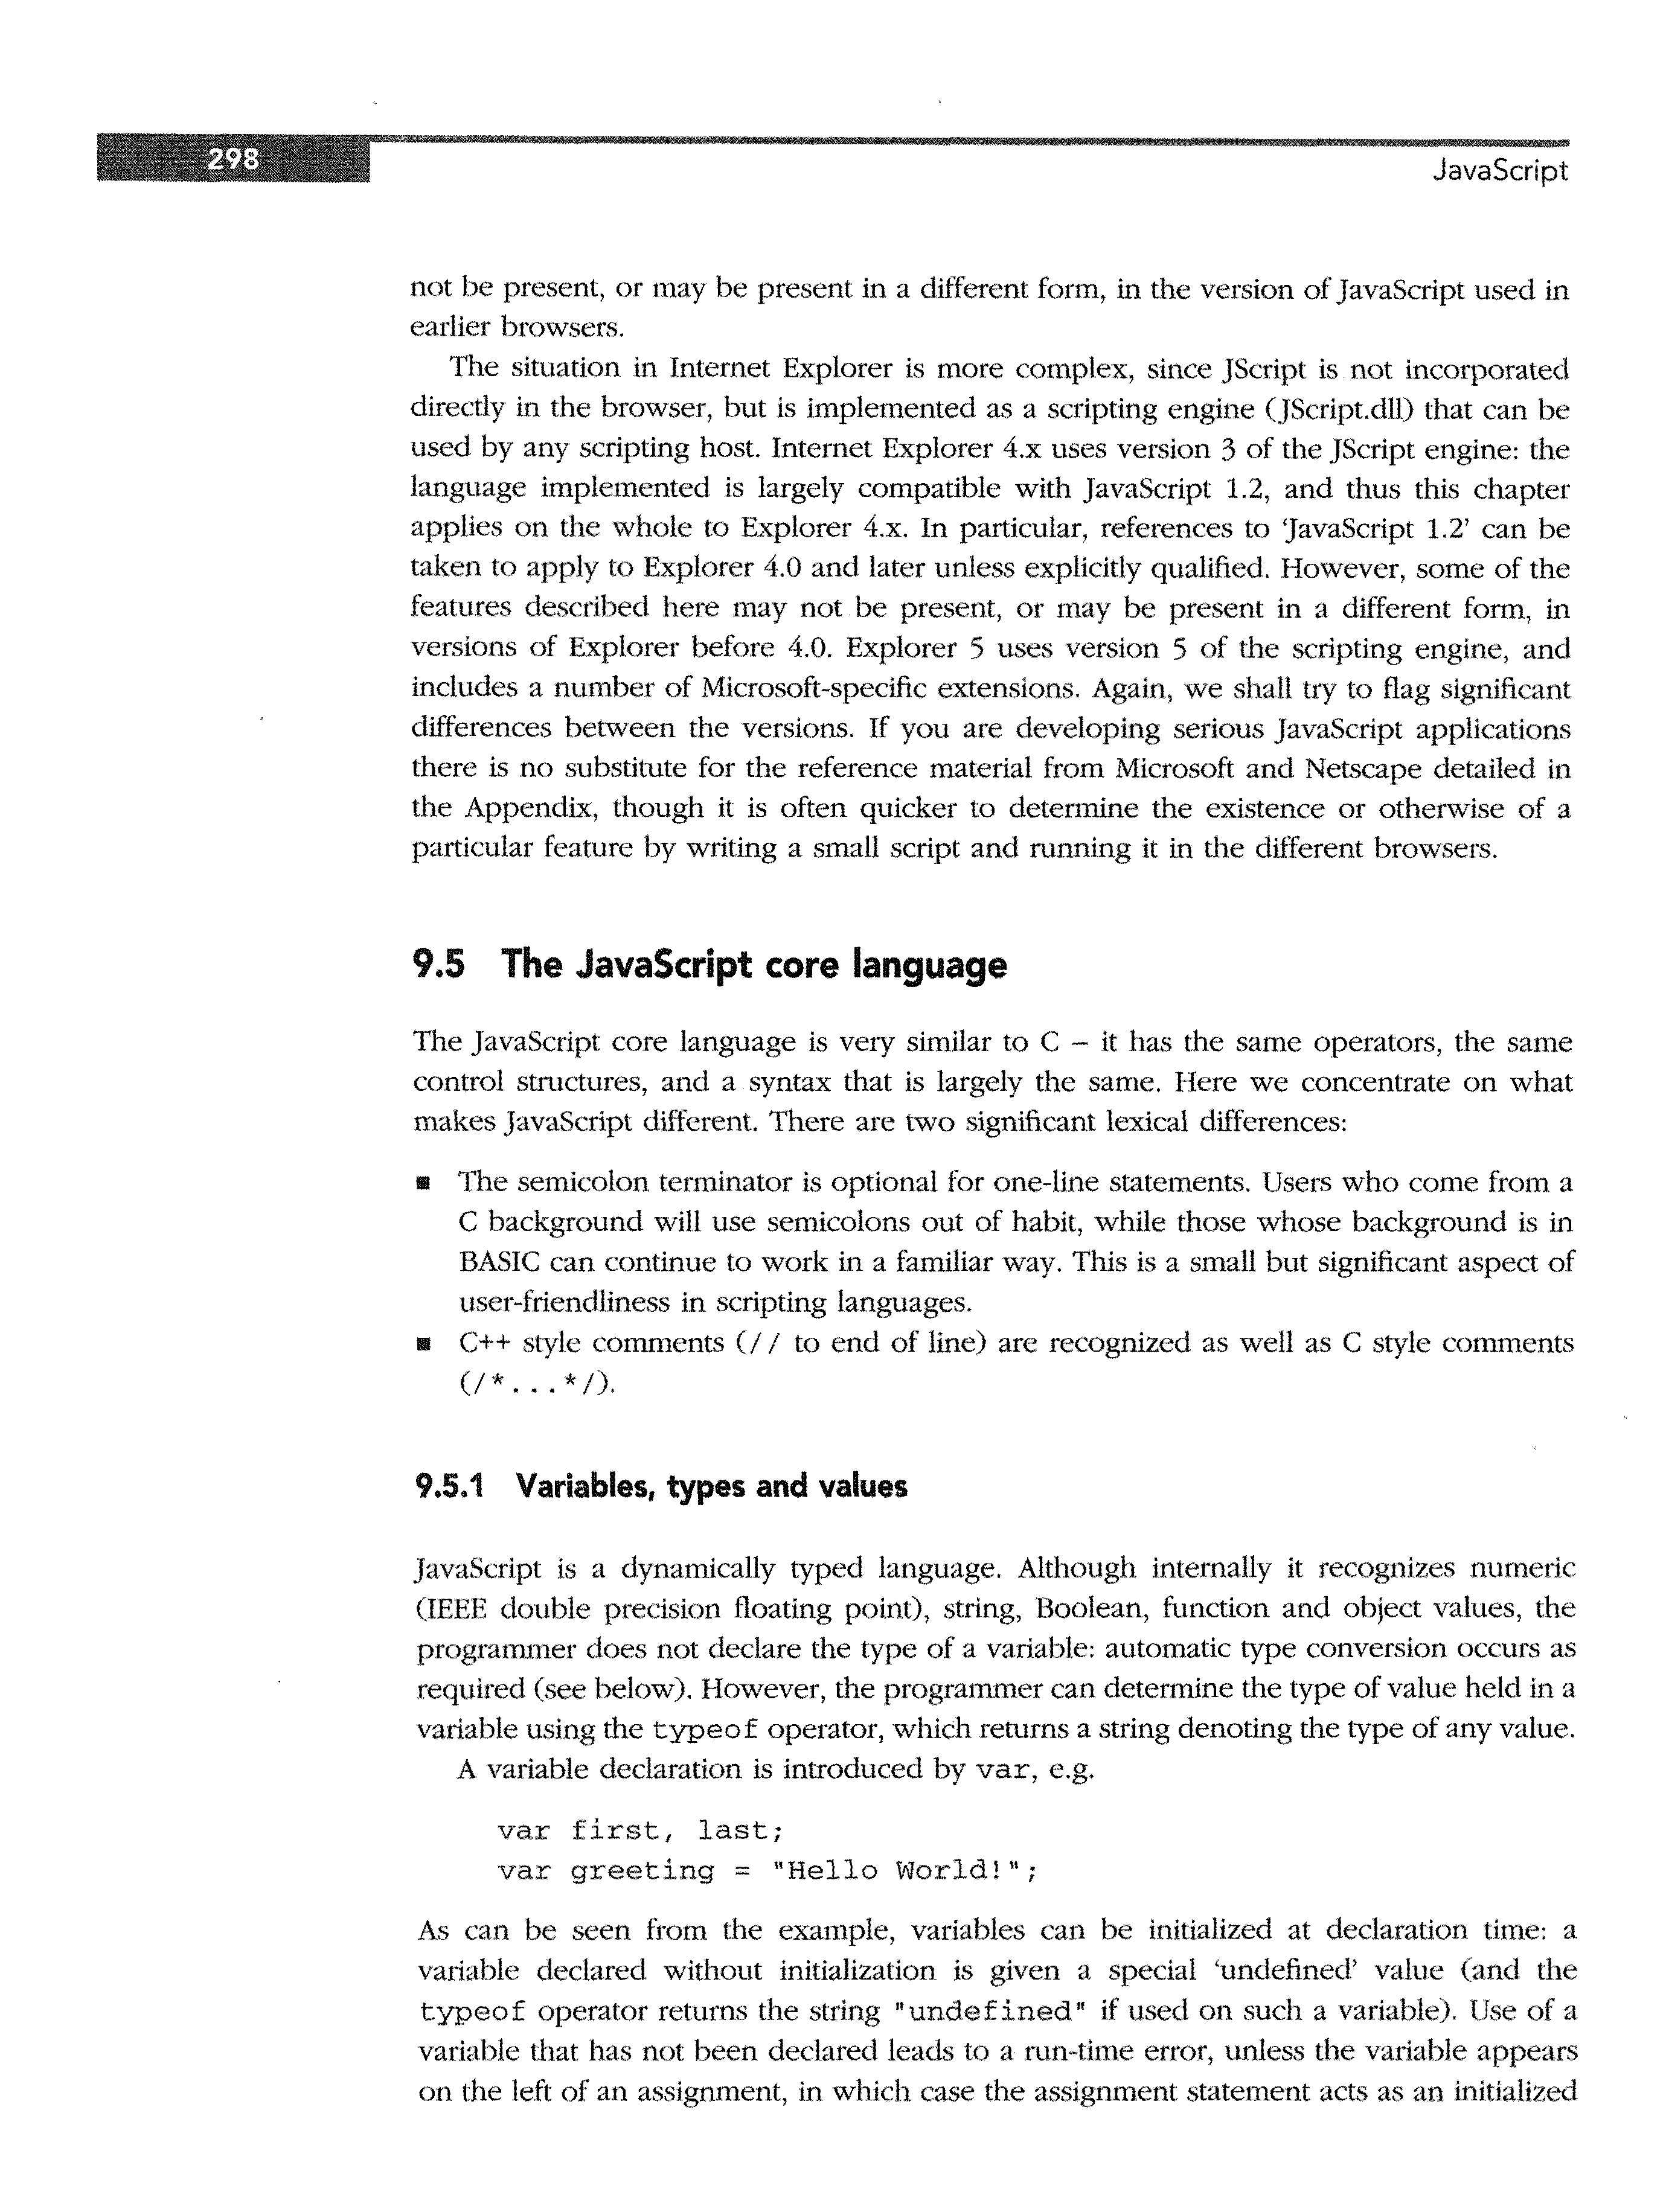 298
JavaScript
not be present, or may be present in a different form, in the version of JavaScript used in
earlier browsers.
The situation in Internet Explorer is more complex, since JScript is not incorporated
directly in the browser, but is implemented as a scripting engine (JScript.dll) that can be
used by any scripting host. Internet Explorer 4.x uses version 3 of the JScript engine: the
language implemented is largely compatible with JavaScript 1.2, and thus this chapter
applies on the whole to Explorer 4.x. In particular, references to ‘JavaScript 1.2’ can be
taken to apply to Explorer 4.0 and later unless explicitly qualified. However, some of the
features described here may not be present, or may be present in a different form, in
versions of Explorer before 4.0. Explorer 5 uses version 5 of the scripting engine, and
includes a number of Microsoft-specific extensions. Again, we shall try to flag significant
differences between the versions. If you are developing serious JavaScript applications
there is no substitute for the reference material from Microsoft and Netscape detailed in
the Appendix, though it is often quicker to determine the existence or otherwise of a
particular feature by writing a small script and running it in the different browsers.
9.5 The JavaScript core language
The JavaScript core language is very similar to C – it has the same operators, the same
control structures, and a syntax that is largely the same. Here we concentrate on what
makes JavaScript different. There are two significant lexical differences:
■ The semicolon terminator is optional for one-line statements. Users who come from a
C background will use semicolons out of habit, while those whose background is in
BASIC can continue to work in a familiar way. This is a small but significant aspect of
user-friendliness in scripting languages.
■ C++ style comments (// to end of line) are recognized as well as C style comments
(/*...*/).
9.5.1 Variables, types and values
JavaScript is a dynamically typed language. Although internally it recognizes numeric
(IEEE double precision floating point), string, Boolean, function and object values, the
programmer does not declare the type of a variable: automatic type conversion occurs as
required (see below). However, the programmer can determine the type of value held in a
variable using the typeof operator, which returns a string denoting the type of any value.
A variable declaration is introduced by var, e.g.
var first, last;
var greeting = "Hello World!";
As can be seen from the example, variables can be initialized at declaration time: a
variable declared without initialization is given a special ‘undefined’ value (and the
typeof operator returns the string "undefined" if used on such a variable). Use of a
variable that has not been declared leads to a run-time error, unless the variable appears
on the left of an assignment, in which case the assignment statement acts as an initialized